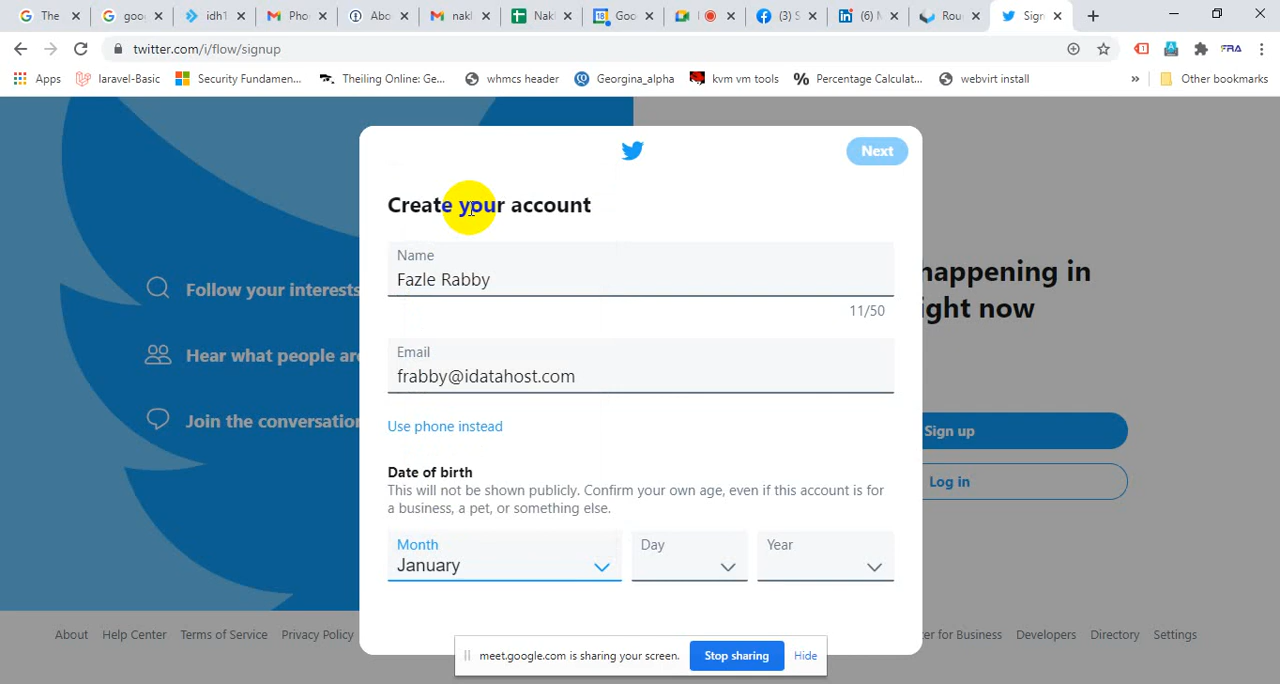 The
goo
idh1
Pho
Abo
nakl
Naki
Goo
(3) S
(6) M
Rou
Sign
twitter.com/i/flow/signup
Apps
laravel-Basic
Security Fundamen...
Theiling Online: Ge...
whmcs header
Georgina_alpha
kvm vm tools
Percentage Calculat...
webvirt install
»
Other bookmarks
Next
Create your account
Name
Fazle Rabby
11/50
Email
frabby@idatahost.com
Use phone instead
Date of birth
This will not be shown publicly. Confirm your own age, even if this account is for
a business, a pet, or something else.
Month
January
Day
Year
Follow your interests
Hear what people are
Join the conversation
happening in
ight now
Sign up
Log in
About
Help Center
Terms of Service
Privacy Policy
ter for Business
Developers
Directory
Settings
meet.google.com is sharing your screen.
Stop sharing
Hide